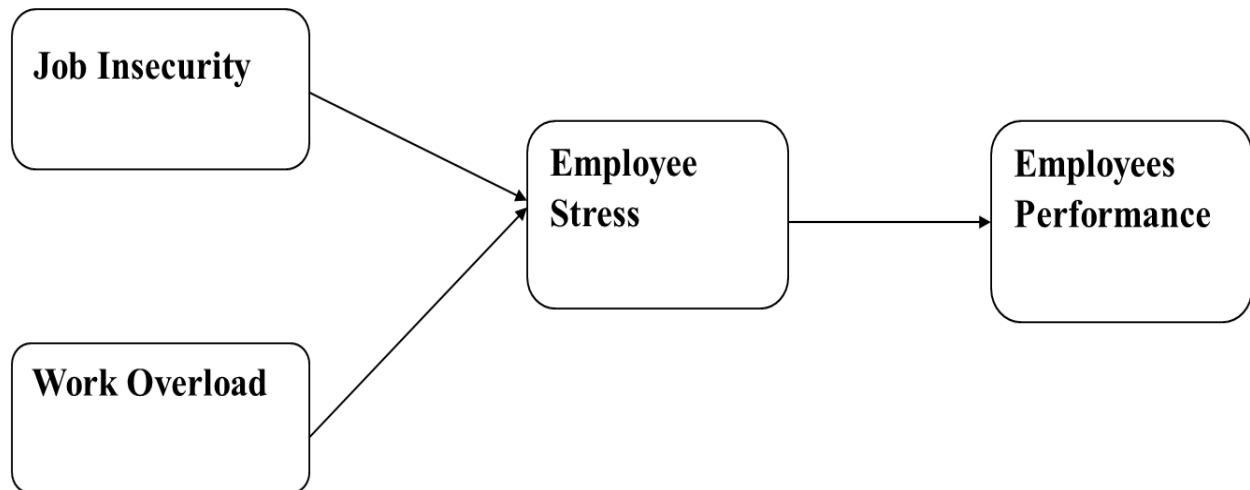 Job Insecurity
Employee
Stress
Employees
Performance
Work Overload